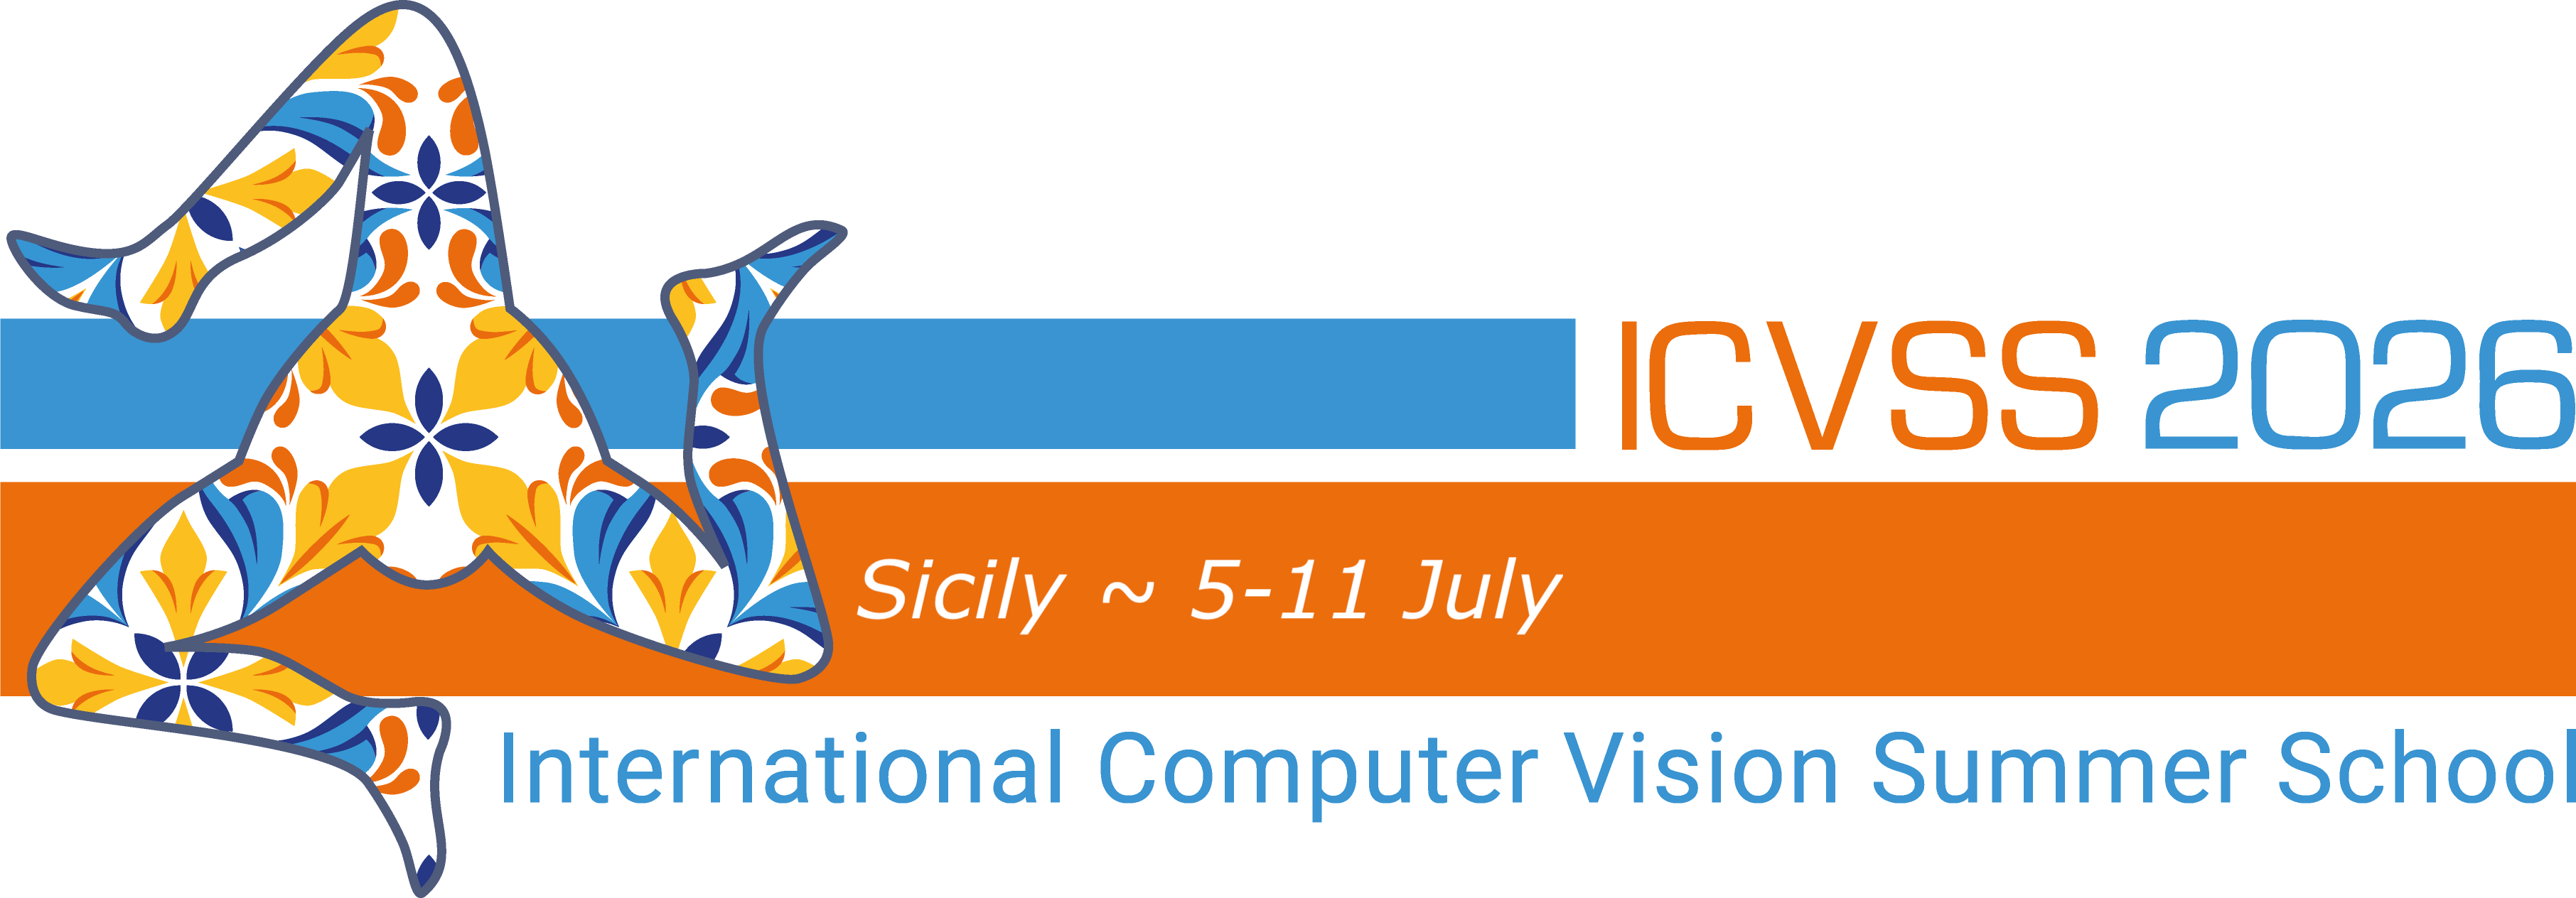 ICVSS 2026
Sicily ~ 5-11 July
International Computer Vision Summer School